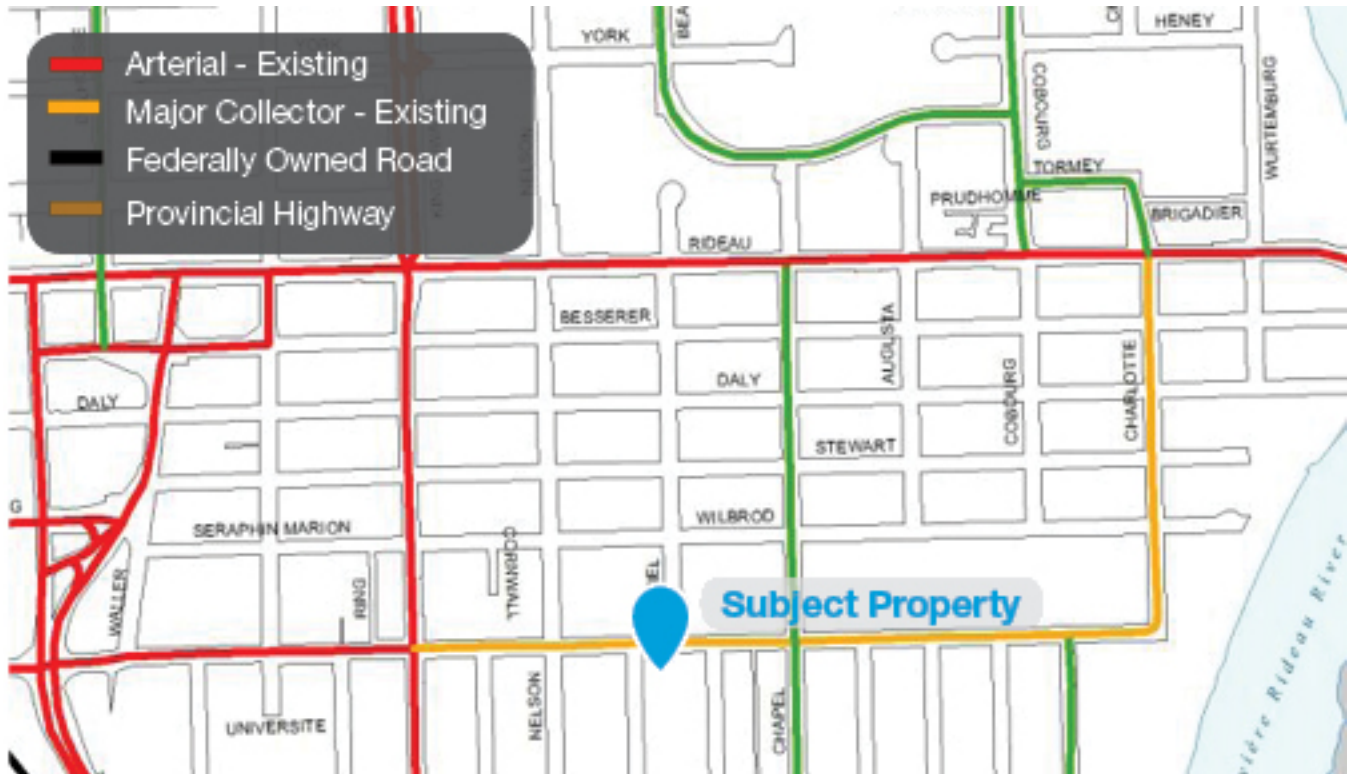 Arterial - Existing
Major Collector - Existing
Federally Owned Road
Provincial Highway
YORK
HENEY
COBOURG
WURTEMBURG
TORMEY
PRUDHOMME
BRIGADIER
NELSON
RIDEAU
BESSERER
AUGUSTA
DALY
COBOURG
CHARLOTTE
DALY
STEWART
WILBROD
G
SERAPHIN MARION
CORNWALL
WALLER
RING
Subject Property
NELSON
CHAPEL
UNIVERSITE
Rivière Rideau River